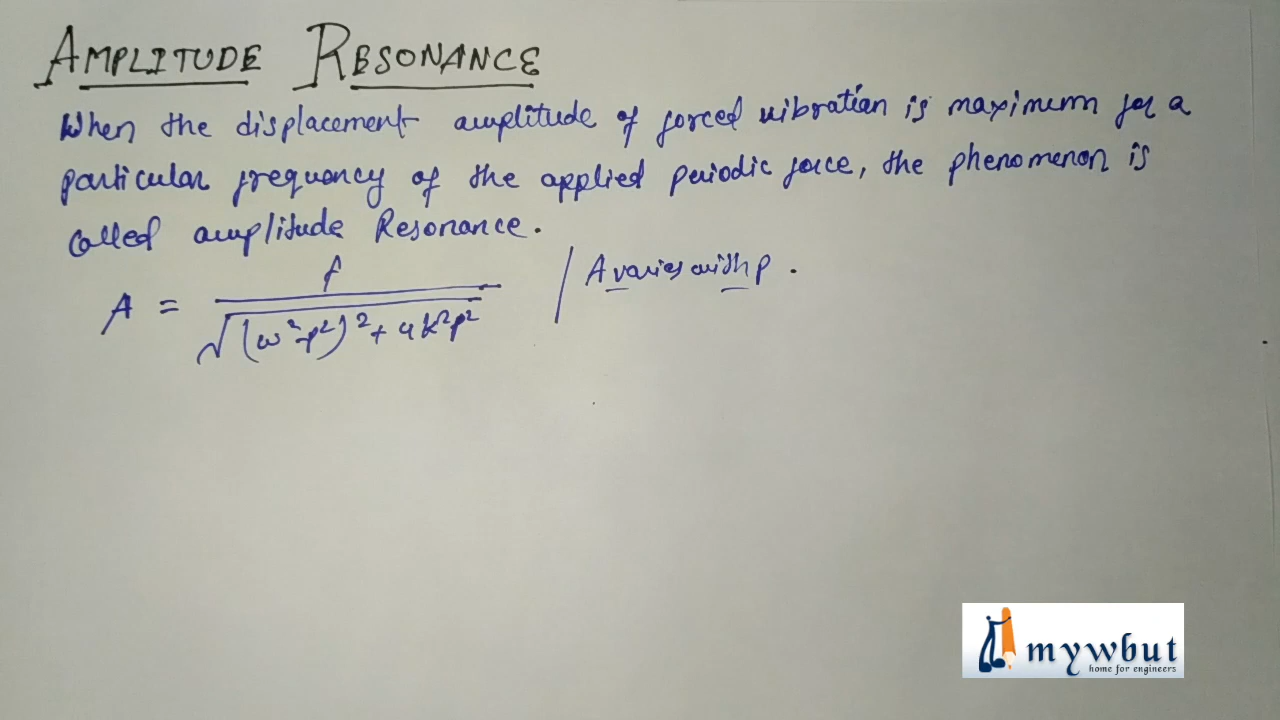 AMPLITUDE RESONANCE
When the displacement amplitude of forced vibration is maximum for a
particular frequency of the applied periodic force, the phenomenon is
called amplitude Resonance.
A = f / √(ω²-p²)² + 4k²p² / A varies with p.
mywbut
home for engineers